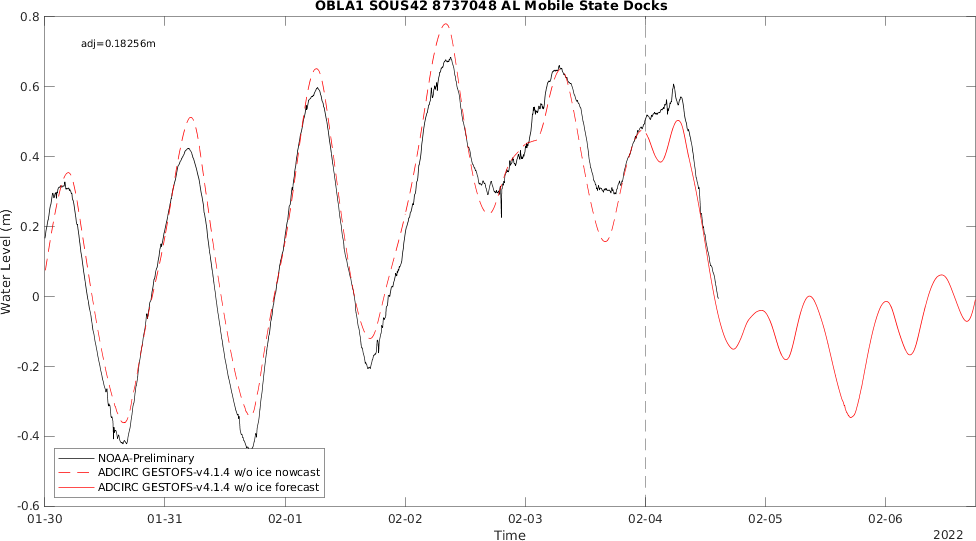 OBLA1 SOUS42 8737048 AL Mobile State Docks
adj=0.18256m
0.8
0.6
0.4
0.2
0
-0.2
-0.4
-0.6
Water Level (m)
NOAA-Preliminary
ADCIRC GESTOFS-v4.1.4 w/o ice nowcast
ADCIRC GESTOFS-v4.1.4 w/o ice forecast
01-30 01-31 02-01 02-02 02-03 02-04 02-05 02-06
Time
2022